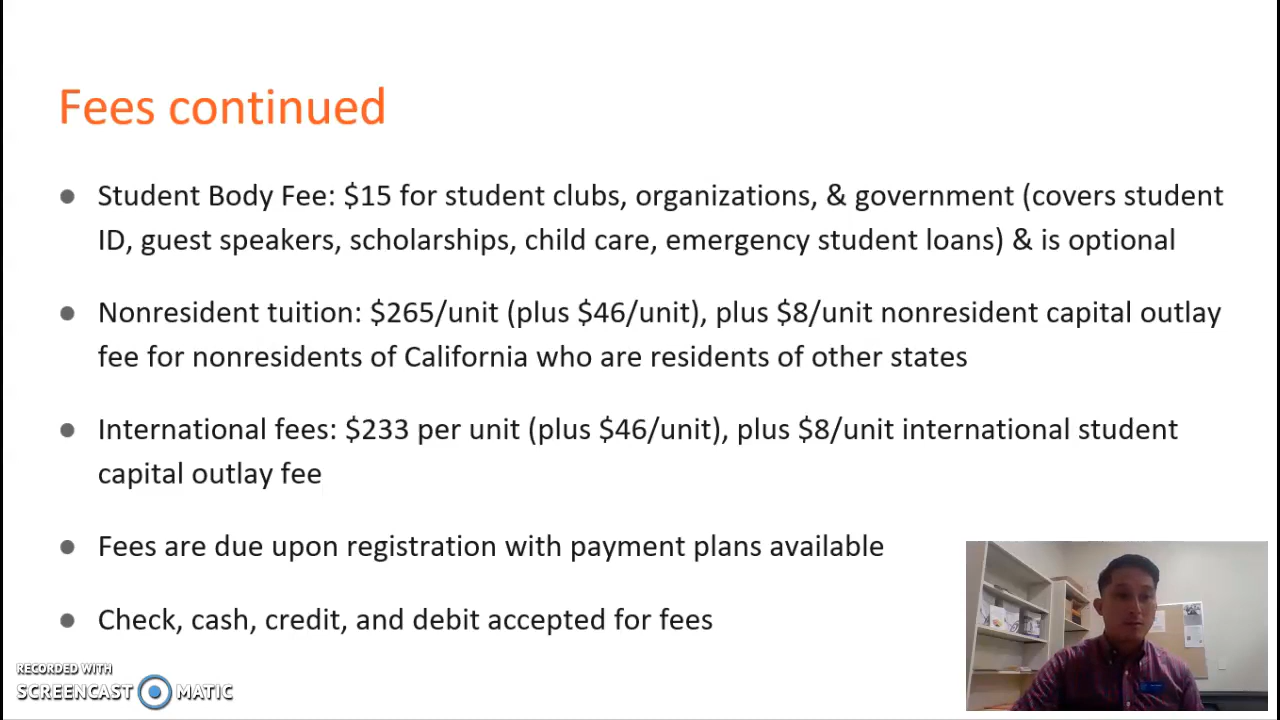 Fees continued
● Student Body Fee: $15 for student clubs, organizations, & government (covers student
ID, guest speakers, scholarships, child care, emergency student loans) & is optional
● Nonresident tuition: $265/unit (plus $46/unit), plus $8/unit nonresident capital outlay
fee for nonresidents of California who are residents of other states
● International fees: $233 per unit (plus $46/unit), plus $8/unit international student
capital outlay fee
● Fees are due upon registration with payment plans available
● Check, cash, credit, and debit accepted for fees
RECORDED WITH
SCREENCAST MATIC